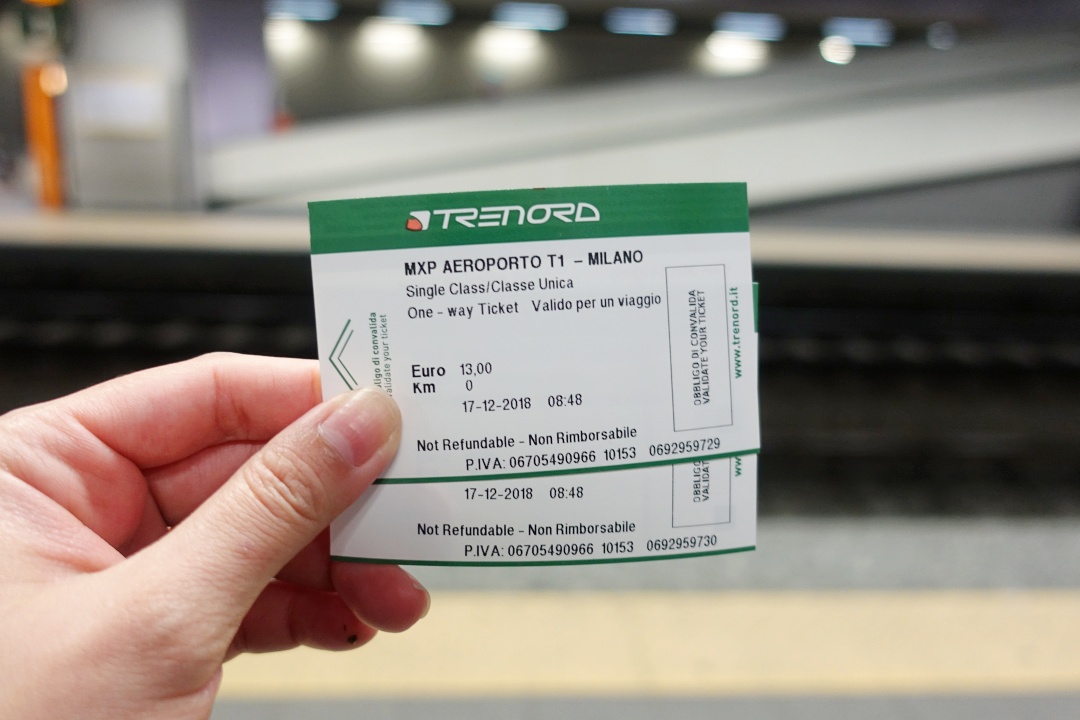 TRENORD
MXP AEROPORTO T1 – MILANO
Single Class/Classe Unica
One - way Ticket Valido per un viaggio
Euro 13,00
Km 0
17-12-2018 08:48
Not Refundable - Non Rimborsabile
P.IVA: 06705490966 10153 0692959729
di convalida
your ticket
OBBLIGO DI CONVALIDA
VALIDATE YOUR TICKET
www.trenord.it
17-12-2018 08:48
Not Refundable - Non Rimborsabile
P.IVA: 06705490966 10153 0692959730